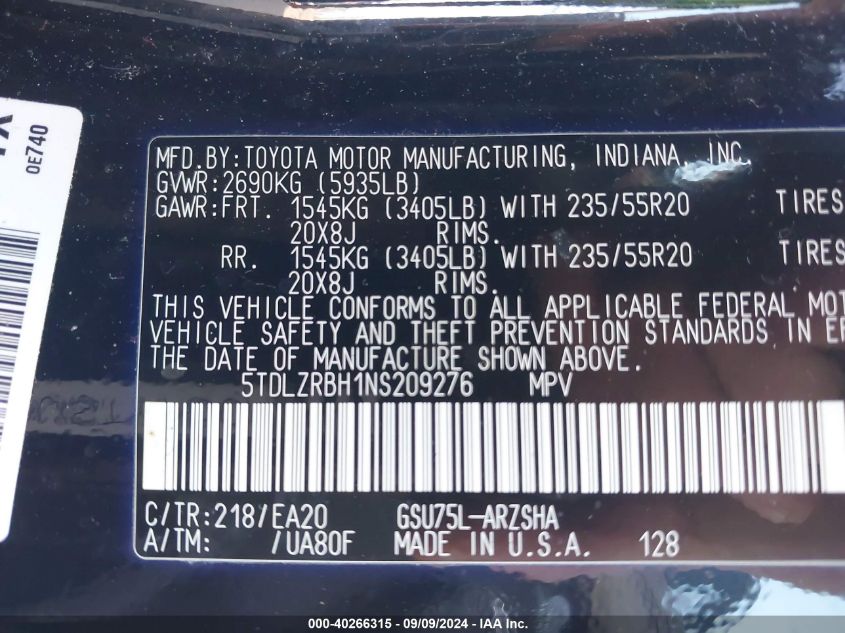 0E740
MFD.BY:TOYOTA MOTOR MANUFACTURING, INDIANA, INC.
GVWR:2690KG (5935LB)
GAWR:FRT. 1545KG (3405LB) WITH 235/55R20 TIRES
20X8J RIMS.
RR. 1545KG (3405LB) WITH 235/55R20 TIRES
20X8J RIMS.
THIS VEHICLE CONFORMS TO ALL APPLICABLE FEDERAL MOT
VEHICLE SAFETY AND THEFT PREVENTION STANDARDS IN EF
THE DATE OF MANUFACTURE SHOWN ABOVE.
5TDLZRBH1NS209276 MPV
C/TR:218/EA20 GSU75L-ARZSHA
A/TM: /UA80F MADE IN U.S.A. 128
000-40266315 - 09/09/2024 - IAAI Inc.